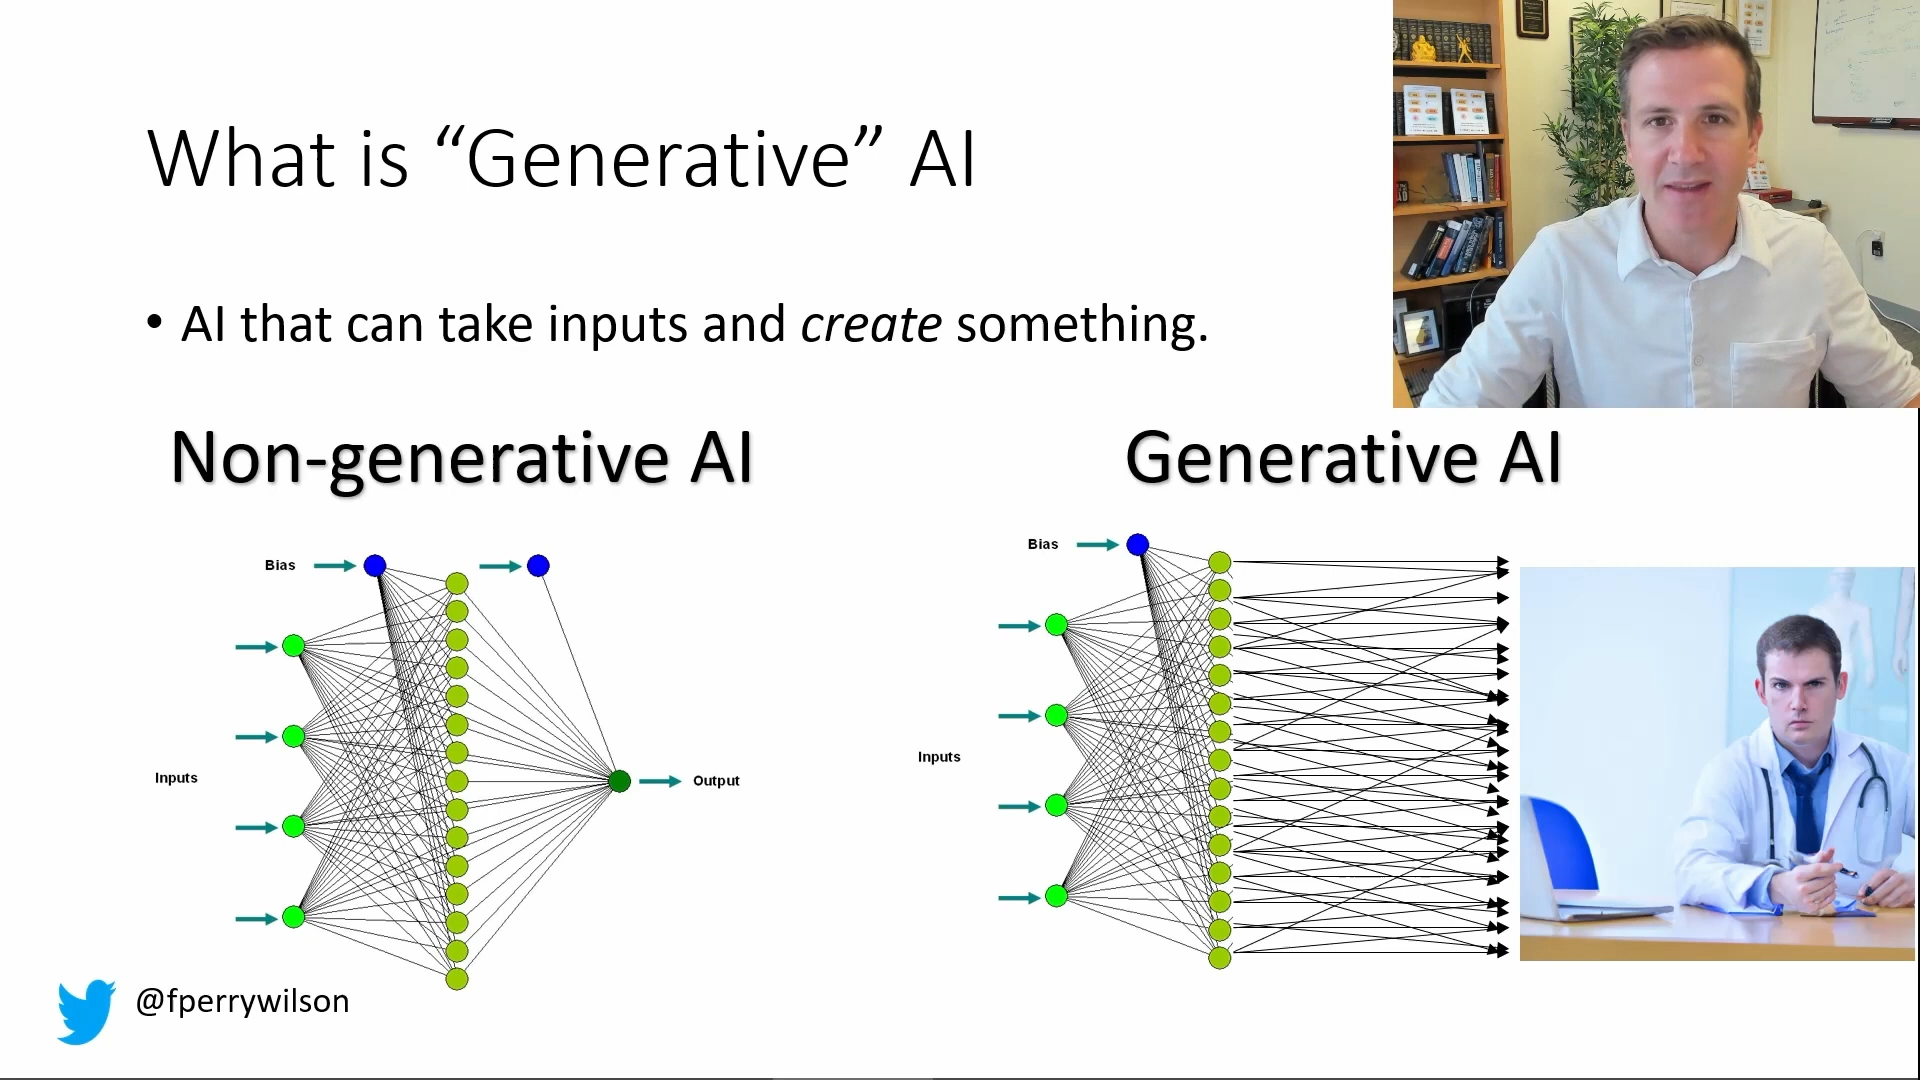 What is “Generative” AI
• AI that can take inputs and create something.
Non-generative AI
Generative AI
Bias
Inputs
Output
Bias
Inputs
@fperrywilson